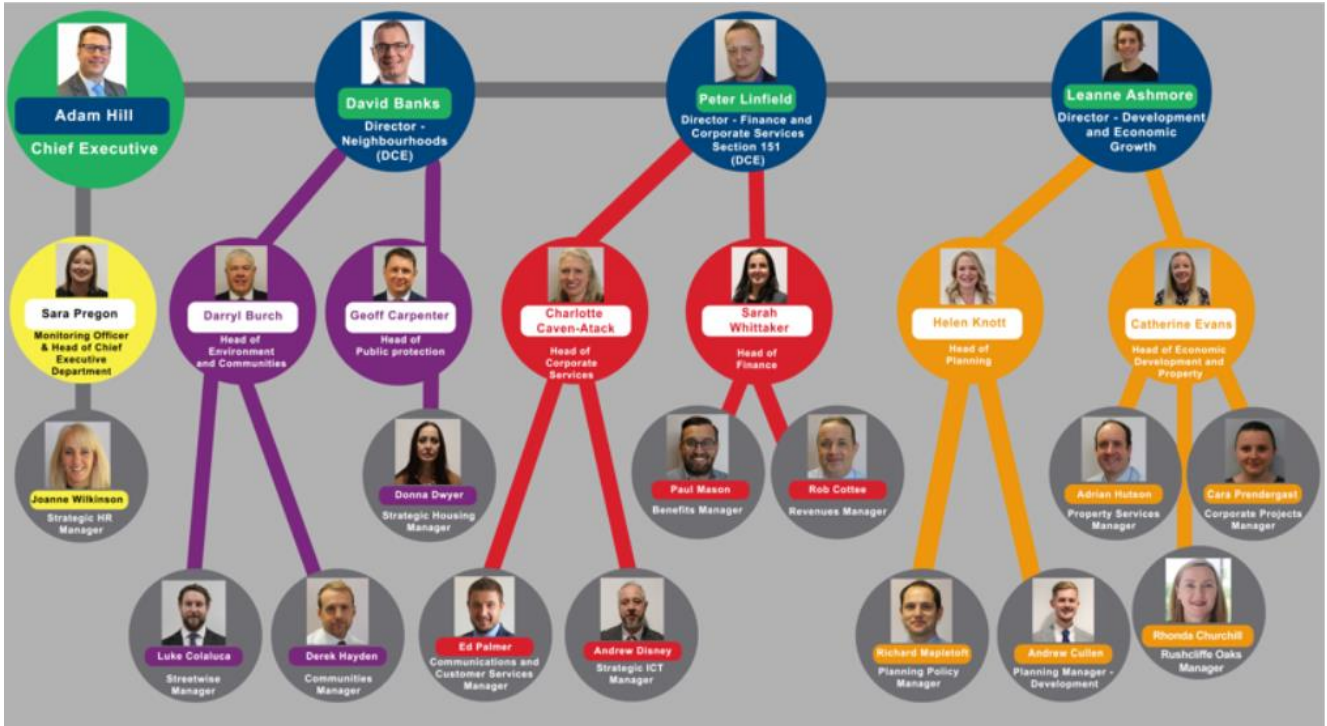 Adam Hill
Chief Executive
David Banks
Director -
Neighbourhoods
(DCE)
Peter Linfield
Director - Finance and
Corporate Services
Section 151
(DCE)
Leanne Ashmore
Director - Development
and Economic
Growth
Sara Pregon
Monitoring Officer
& Head of Chief
Executive
Department
Darryl Burch
Head of
Environment
and Communities
Geoff Carpenter
Head of
Public protection
Charlotte
Caven-Atack
Head of
Corporate
Services
Sarah
Whittaker
Head of
Finance
Helen Knott
Head of
Planning
Catherine Evans
Head of Economic
Development and
Property
Joanne Wilkinson
Strategic HR
Manager
Donna Dwyer
Strategic Housing
Manager
Paul Mason
Benefits Manager
Rob Cottee
Revenues Manager
Adrian Hutson
Property Services
Manager
Cara Prendergast
Corporate Projects
Manager
Luke Colaluca
Streetwise
Manager
Derek Hayden
Communities
Manager
Ed Palmer
Communications and
Customer Services
Manager
Andrew Disney
Strategic ICT
Manager
Richard Mapletoft
Planning Policy
Manager
Andrew Cullen
Planning Manager -
Development
Rhonda Churchill
Rushcliffe Oaks
Manager